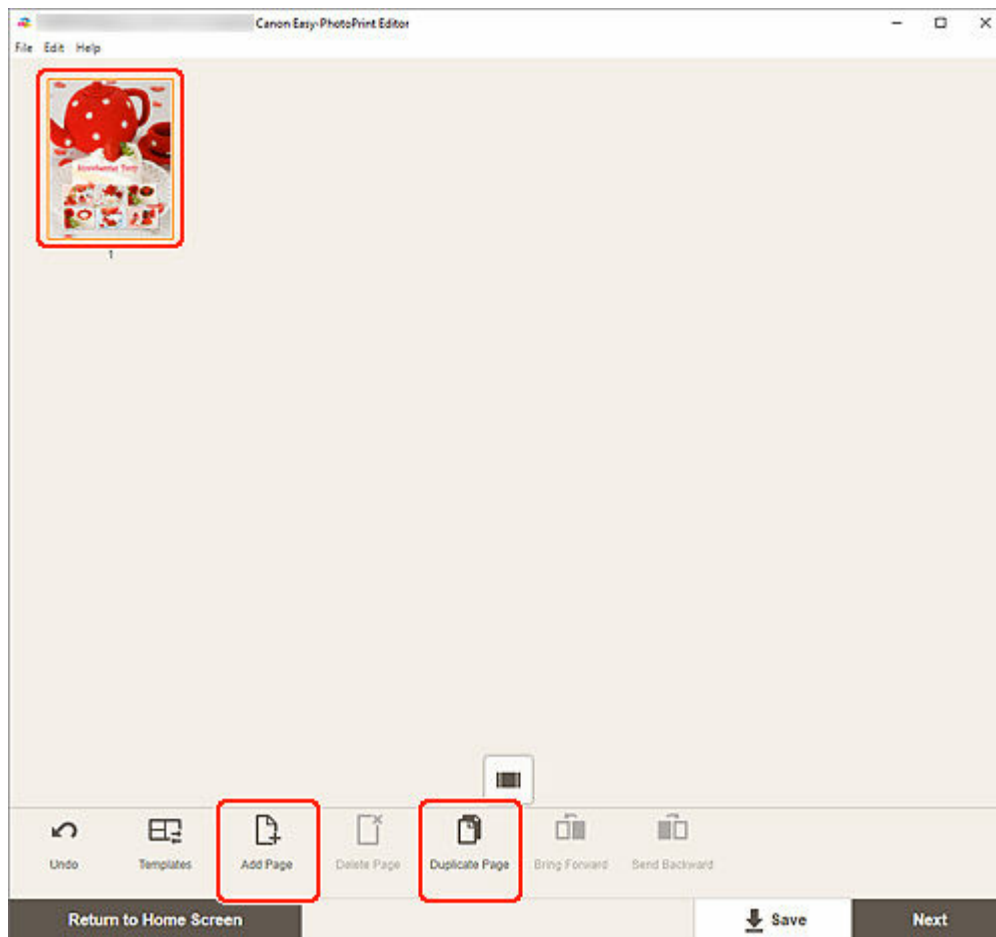 Canon Easy-PhotoPrint Editor
File Edit Help
1
Undo
Templates
Add Page
Delete Page
Duplicate Page
Bring Forward
Send Backward
Return to Home Screen
Save
Next